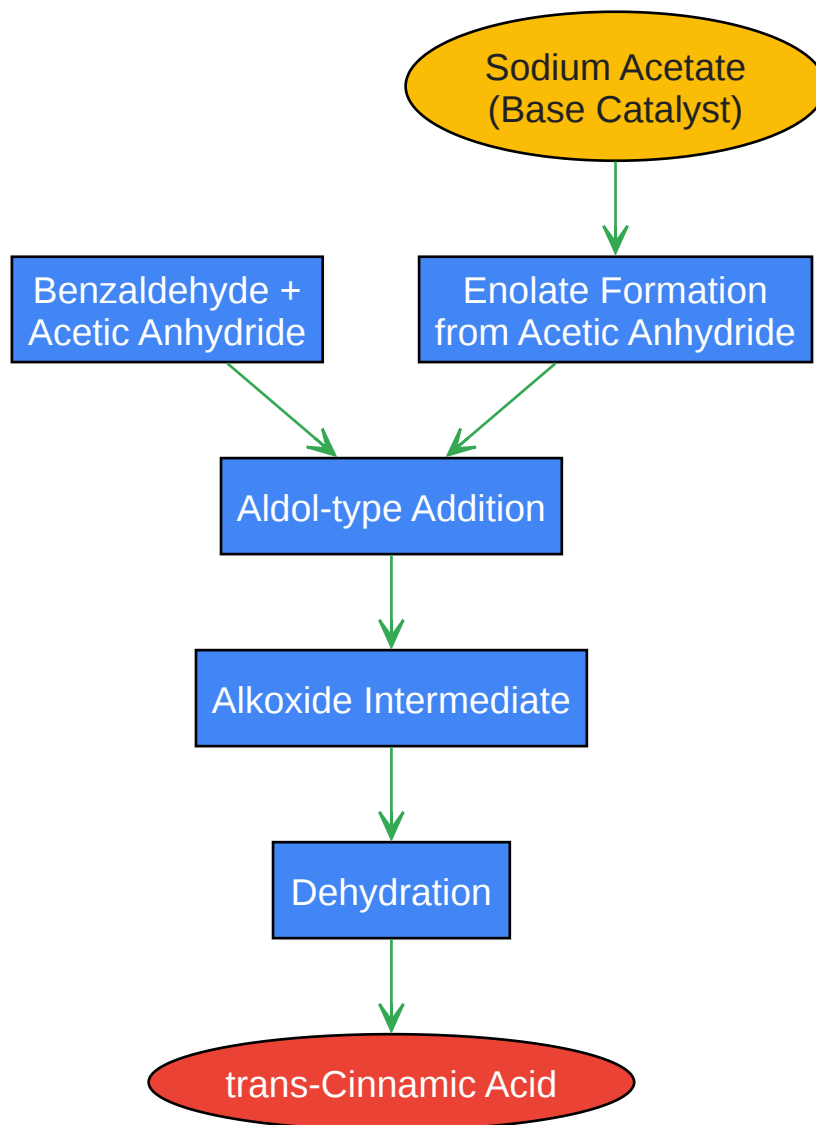 Sodium Acetate
(Base Catalyst)
Benzaldehyde +
Acetic Anhydride
Enolate Formation
from Acetic Anhydride
Aldol-type Addition
Alkoxide Intermediate
Dehydration
trans-Cinnamic Acid